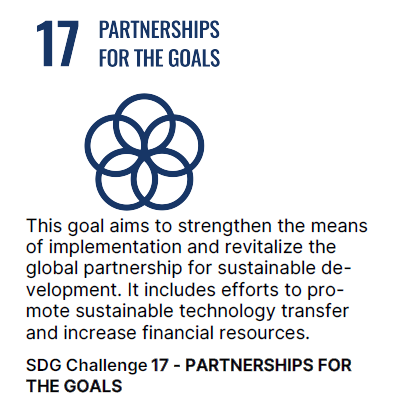 17 PARTNERSHIPS
FOR THE GOALS
This goal aims to strengthen the means
of implementation and revitalize the
global partnership for sustainable de-
velopment. It includes efforts to pro-
mote sustainable technology transfer
and increase financial resources.
SDG Challenge 17 - PARTNERSHIPS FOR
THE GOALS